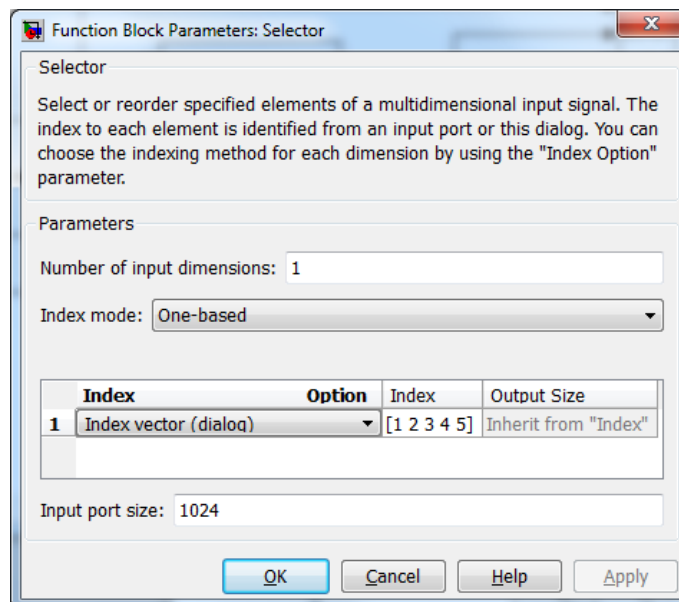 Function Block Parameters: Selector
Selector
Select or reorder specified elements of a multidimensional input signal. The
index to each element is identified from an input port or this dialog. You can
choose the indexing method for each dimension by using the "Index Option"
parameter.
Parameters
Number of input dimensions: 1
Index mode: One-based
Index Option Index Output Size
1 Index vector (dialog) [1 2 3 4 5] Inherit from "Index"
Input port size: 1024
OK Cancel Help Apply